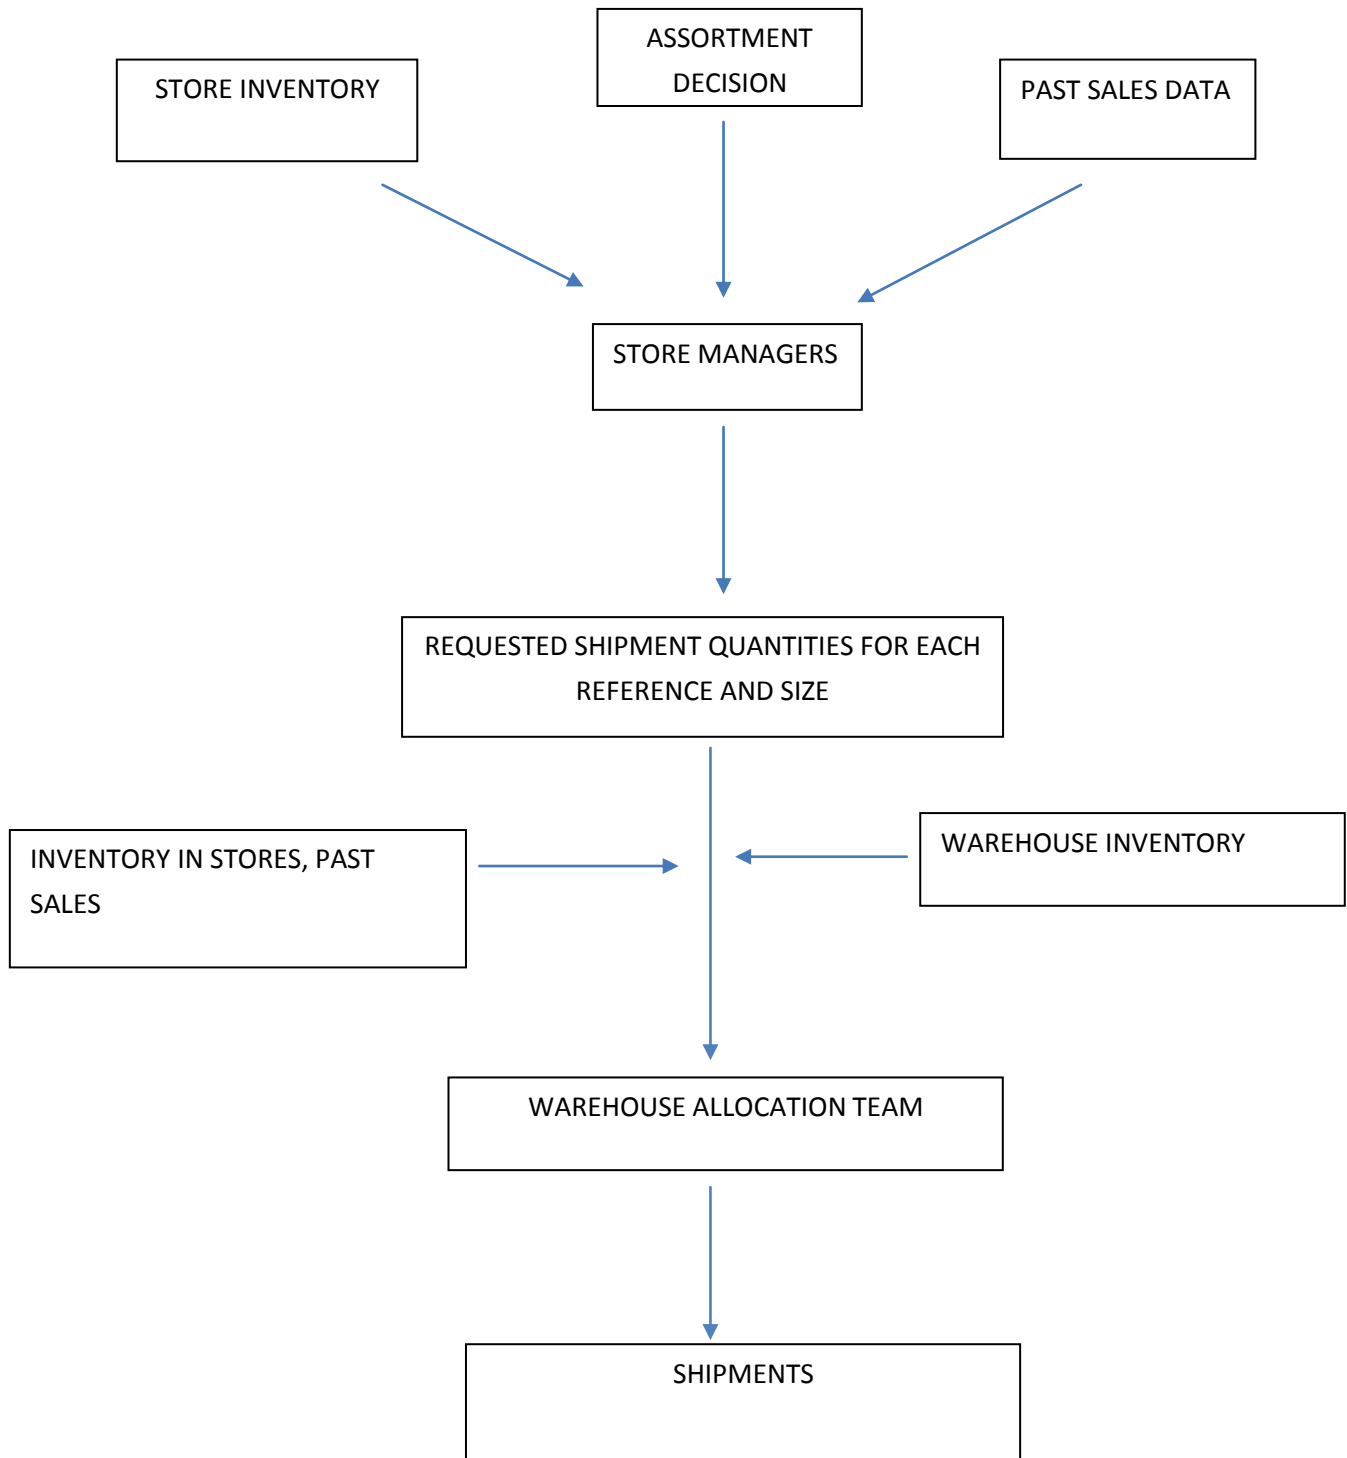 ASSORTMENT
DECISION
STORE INVENTORY
PAST SALES DATA
STORE MANAGERS
REQUESTED SHIPMENT QUANTITIES FOR EACH
REFERENCE AND SIZE
INVENTORY IN STORES, PAST
SALES
WAREHOUSE INVENTORY
WAREHOUSE ALLOCATION TEAM
SHIPMENTS